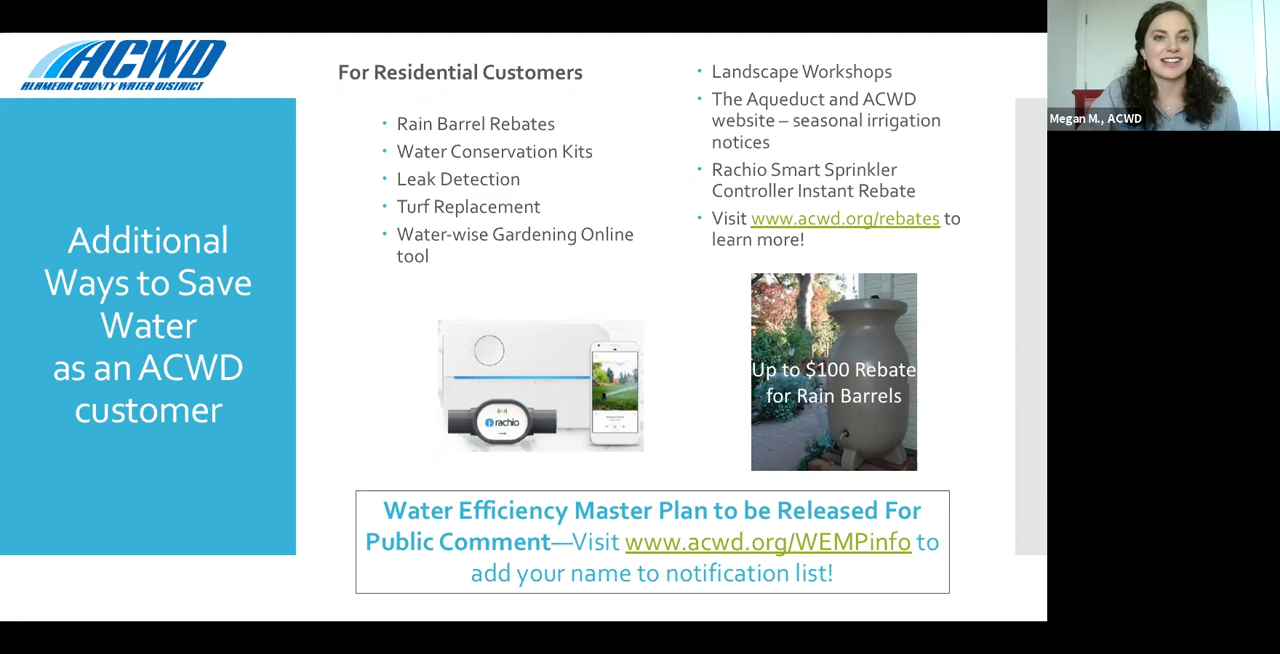 ACWD
ALAMEDA COUNTY WATER DISTRICT
Additional
Ways to Save
Water
as an ACWD
customer
For Residential Customers
Rain Barrel Rebates
Water Conservation Kits
Leak Detection
Turf Replacement
Water-wise Gardening Online
tool
Landscape Workshops
The Aqueduct and ACWD
website – seasonal irrigation
notices
Rachio Smart Sprinkler
Controller Instant Rebate
Visit www.acwd.org/rebates to
learn more!
rachio
Up to $100 Rebate
for Rain Barrels
Water Efficiency Master Plan to be Released For
Public Comment—Visit www.acwd.org/WEMPinfo to
add your name to notification list!
Megan M., ACWD